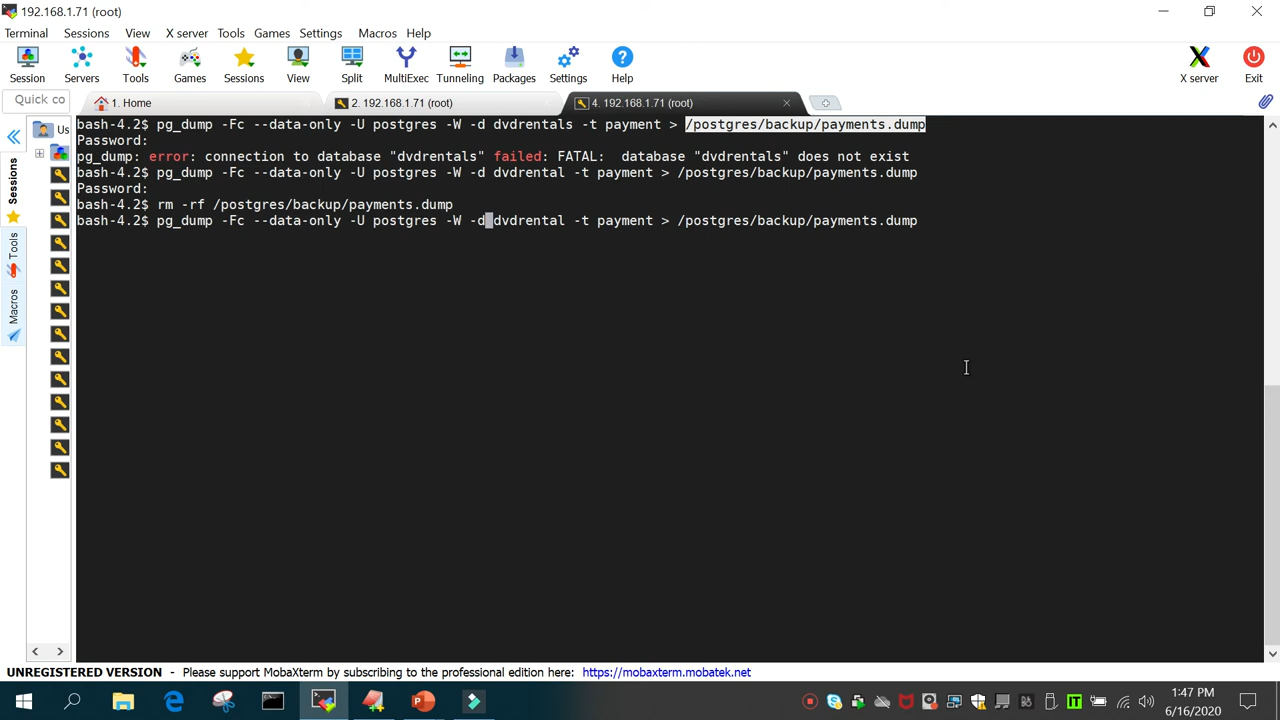 192.168.1.71 (root)
Terminal Sessions View X server Tools Games Settings Macros Help
Session Servers Tools Games Sessions View Split MultiExec Tunneling Packages Settings Help X server Exit
Quick co
1. Home
2. 192.168.1.71 (root)
4. 192.168.1.71 (root)
Us
Sessions
Tools
Macros
bash-4.2$ pg_dump -Fc --data-only -U postgres -W -d dvdrentals -t payment > /postgres/backup/payments.dump
Password:
pg_dump: error: connection to database "dvdrentals" failed: FATAL:  database "dvdrentals" does not exist
bash-4.2$ pg_dump -Fc --data-only -U postgres -W -d dvdrental -t payment > /postgres/backup/payments.dump
Password:
bash-4.2$ rm -rf /postgres/backup/payments.dump
bash-4.2$ pg_dump -Fc --data-only -U postgres -W -d dvdrental -t payment > /postgres/backup/payments.dump
UNREGISTERED VERSION - Please support MobaXterm by subscribing to the professional edition here: https://mobaxterm.mobatek.net
1:47 PM
6/16/2020